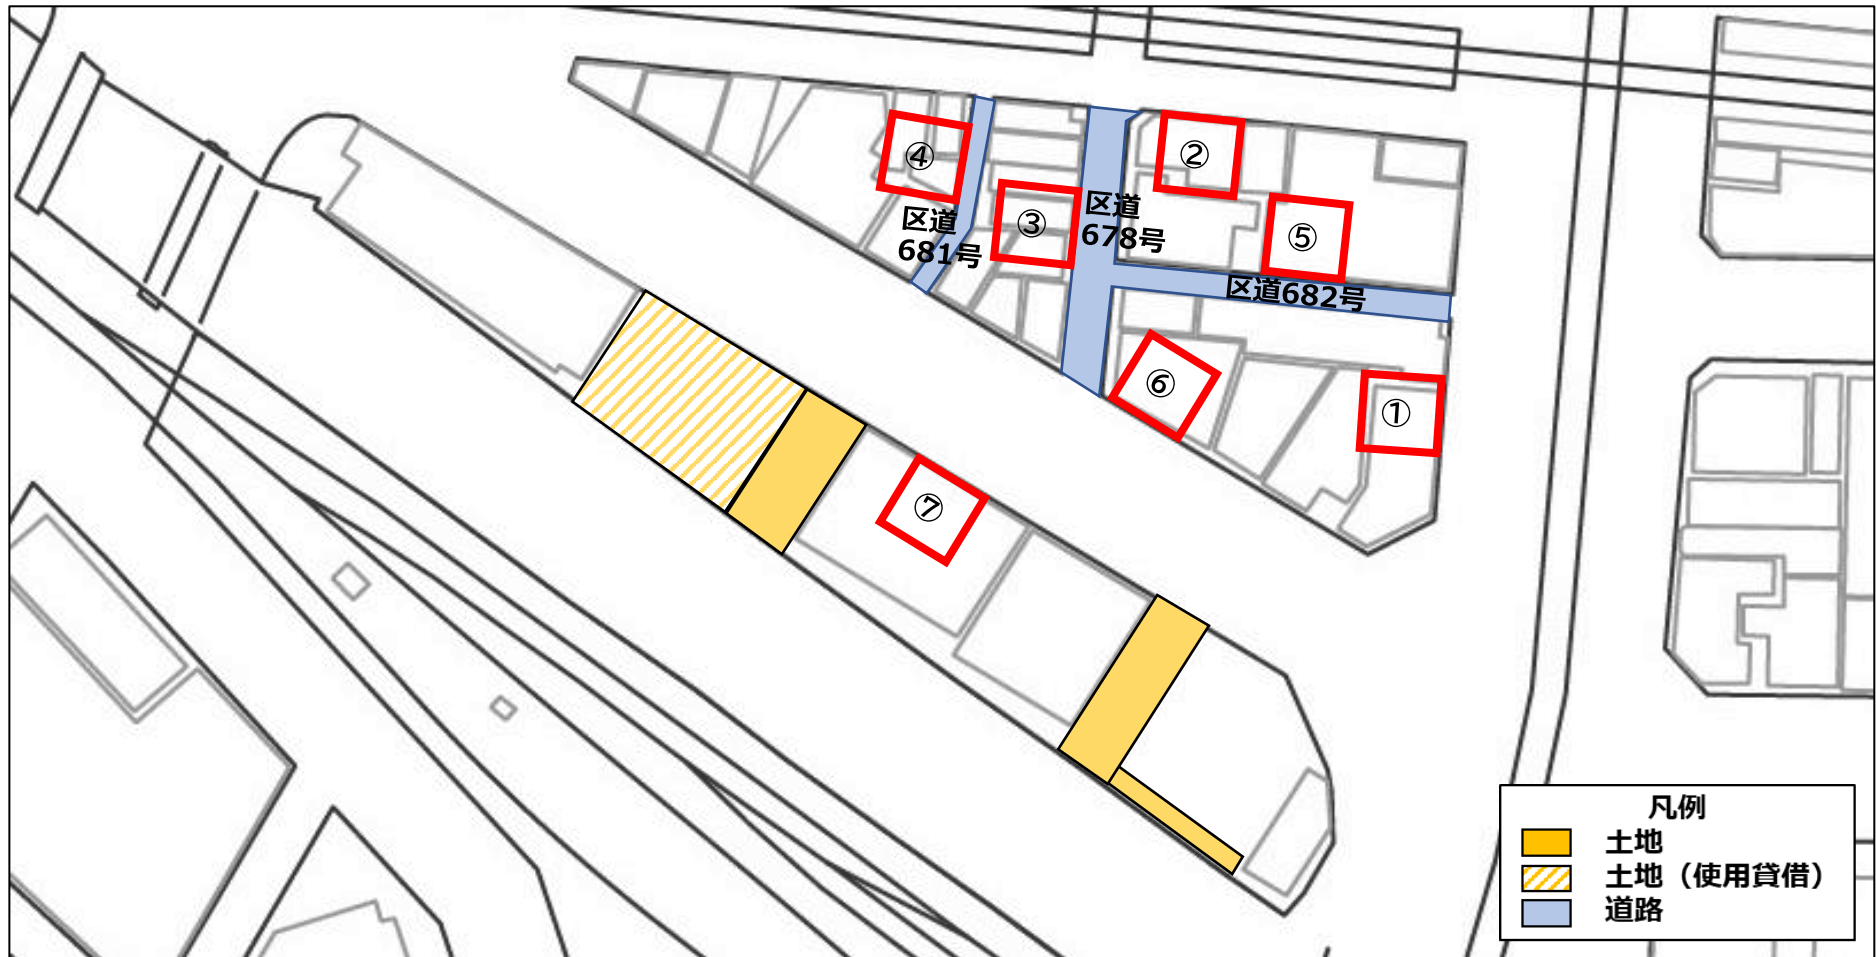 ②
④
区道
678号
区道
681号
③
⑤
区道682号
⑥
①
⑦
凡例
土地
土地（使用貸借）
道路